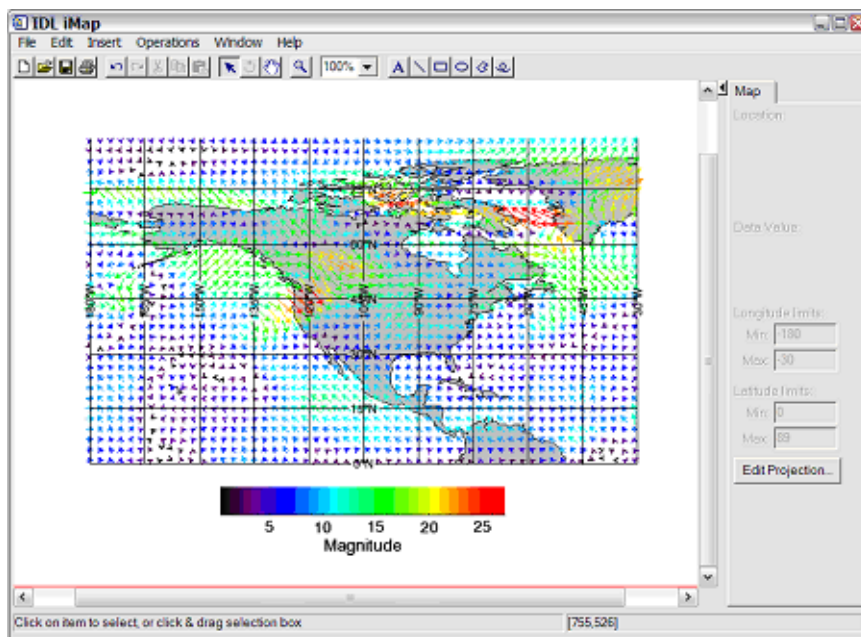 IDL iMap
File Edit Insert Operations Window Help
100%
A
Map
Location:
Data Value:
Longitude limits:
Min: -180
Max: -30
Latitude limits:
Min: 0
Max: 89
Edit Projection...
60°N
45°N
15°N
0°N
5 10 15 20 25
Magnitude
Click on item to select, or click & drag selection box [755,526]